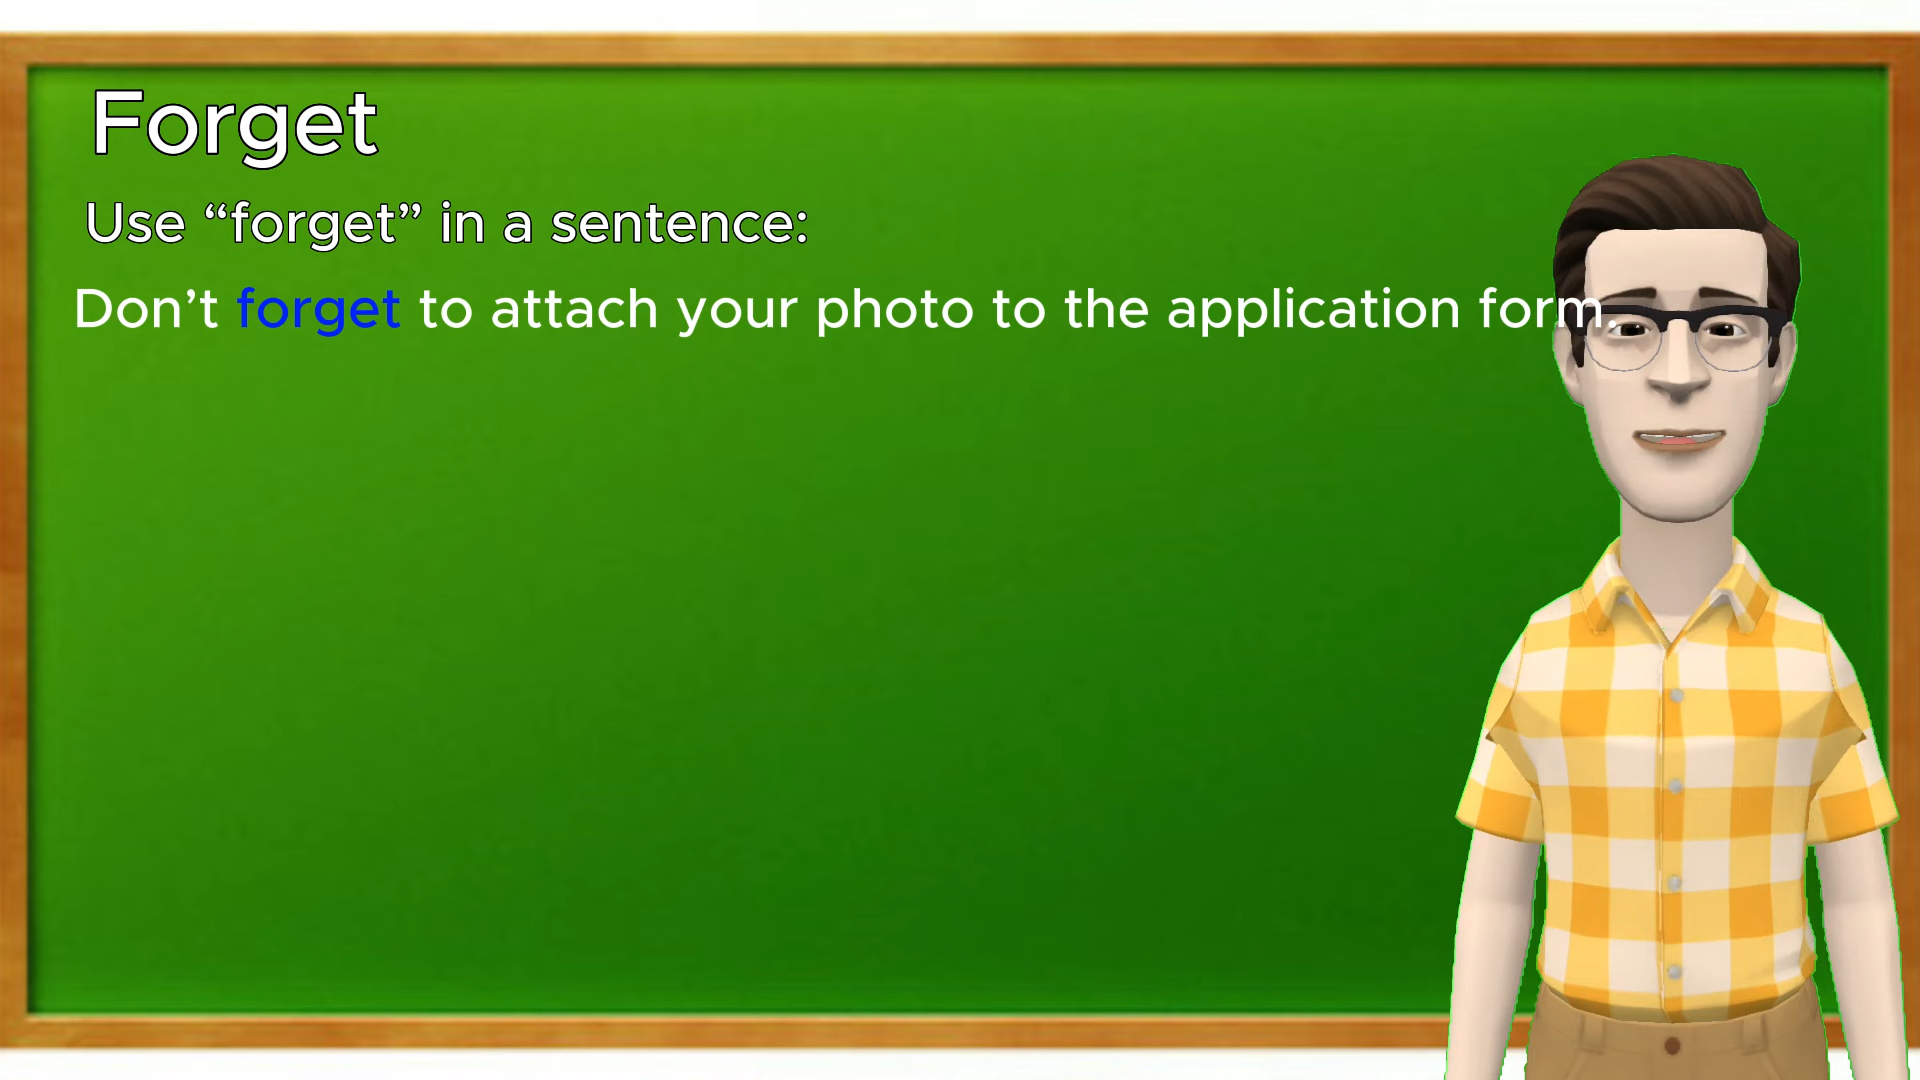 Forget
Use “forget” in a sentence:
Don’t forget to attach your photo to the application form.